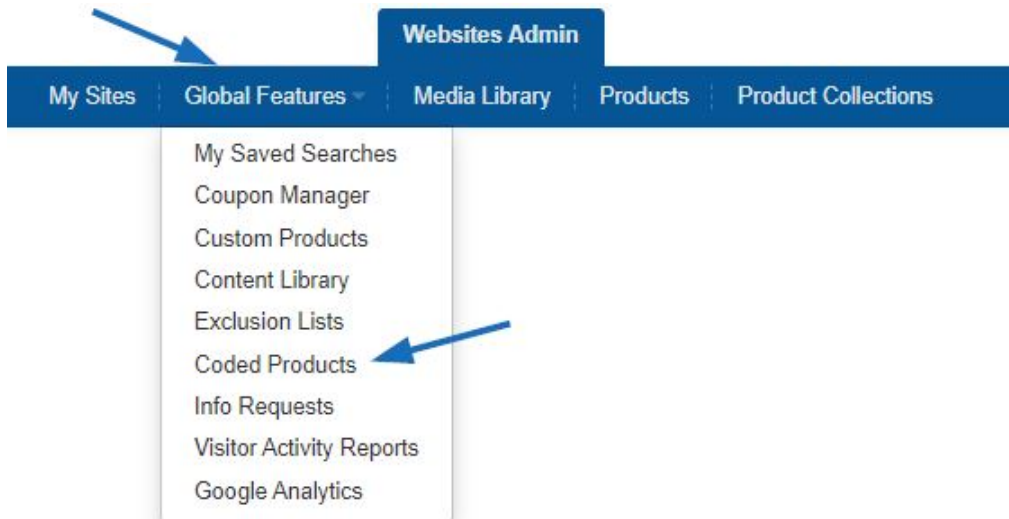 Websites Admin
My Sites Global Features Media Library Products Product Collections
My Saved Searches
Coupon Manager
Custom Products
Content Library
Exclusion Lists
Coded Products
Info Requests
Visitor Activity Reports
Google Analytics